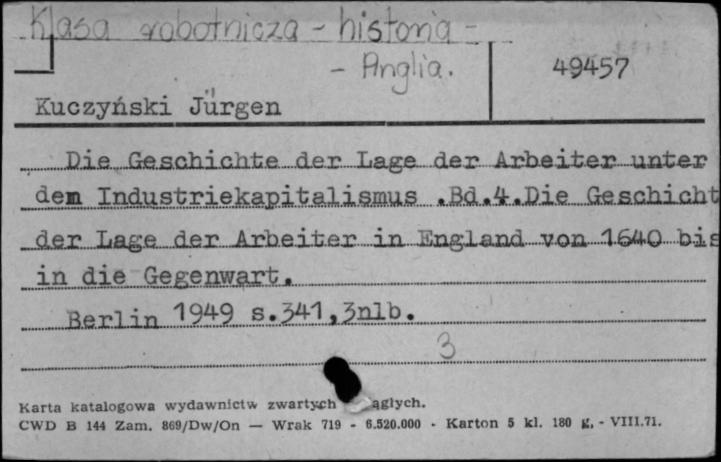 Klasa robotnicza - historia -
- Anglia.
49457
Kuczyński Jürgen
Die Geschichte der Lage der Arbeiter unter
dem Industriekapitalismus .Bd.4.Die Geschicht
der Lage der Arbeiter in England von 1640 bis
in die Gegenwart.
Berlin 1949 s.341,3nlb.
3
Karta katalogowa wydawnictw zwartych
CWD B 144 Zam. 869/Dw/On — Wrak 719 - 6.520.000 - Karton 5 kl. 180 g. - VIII.71.